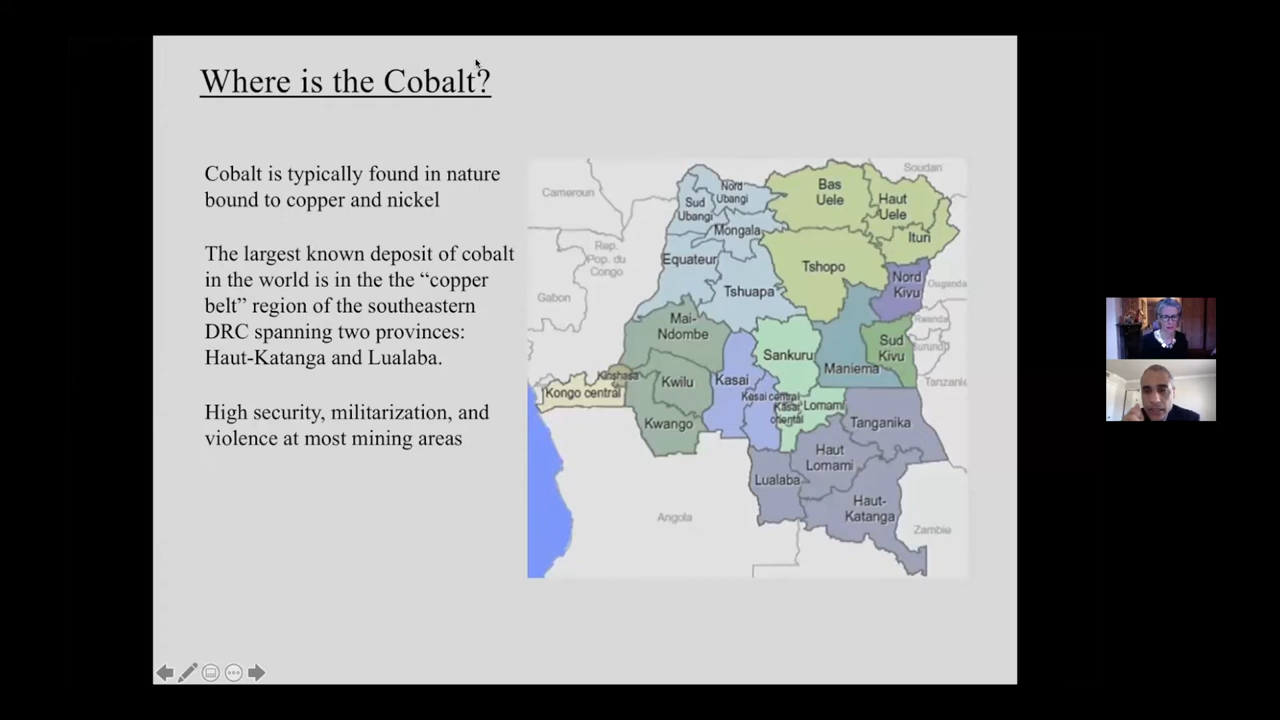 Where is the Cobalt?
Cobalt is typically found in nature
bound to copper and nickel
The largest known deposit of cobalt
in the world is in the the “copper
belt” region of the southeastern
DRC spanning two provinces:
Haut-Katanga and Lualaba.
High security, militarization, and
violence at most mining areas
Soudan
Cameroun
Nord
Ubangi
Sud
Ubangi
Bas
Uele
Haut
Uele
Mongala
Ituri
Rep.
Pop. du
Congo
Equateur
Tshopo
Nord
Kivu
Ouganda
Gabon
Tshuapa
Mai-
Ndombe
Rwanda
Burundi
Sud
Kivu
Sankuru
Maniema
Kinshasa
Kwilu
Kasai
Tanzanie
Kongo central
Kasai central
Kasai
oriental
Lomami
Kwango
Tanganika
Haut
Lomami
Lualaba
Haut-
Katanga
Angola
Zambie